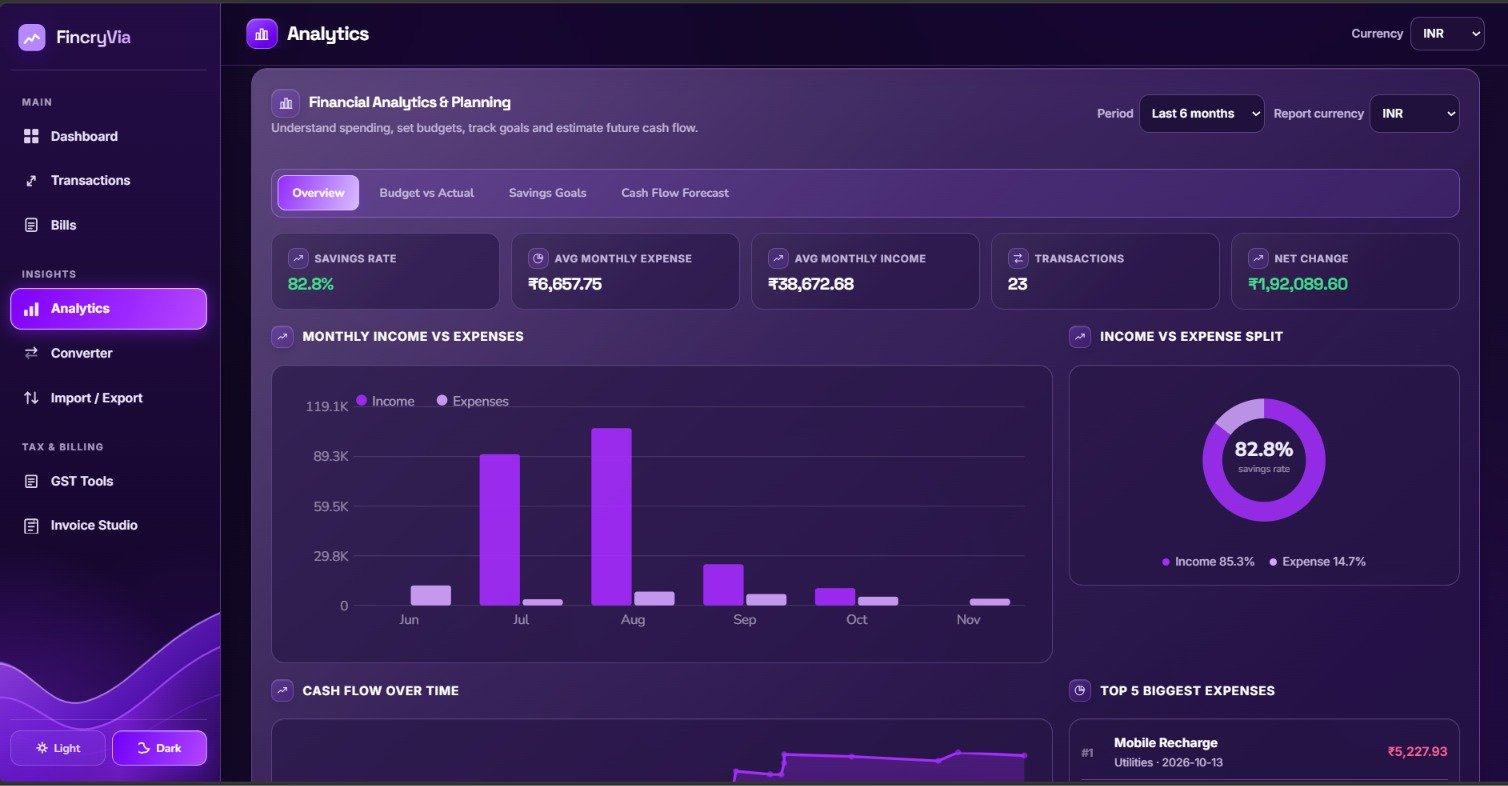 FincryVia
MAIN
Dashboard
Transactions
Bills
INSIGHTS
Analytics
Converter
Import / Export
TAX & BILLING
GST Tools
Invoice Studio
Light
Dark
Analytics
Currency INR
Financial Analytics & Planning
Understand spending, set budgets, track goals and estimate future cash flow.
Period Last 6 months Report currency INR
Overview Budget vs Actual Savings Goals Cash Flow Forecast
SAVINGS RATE
82.8%
AVG MONTHLY EXPENSE
₹6,657.75
AVG MONTHLY INCOME
₹38,672.68
TRANSACTIONS
23
NET CHANGE
₹1,92,089.60
MONTHLY INCOME VS EXPENSES
Income Expenses
119.1K
89.3K
59.5K
29.8K
0
Jun Jul Aug Sep Oct Nov
INCOME VS EXPENSE SPLIT
82.8%
savings rate
Income 85.3% Expense 14.7%
CASH FLOW OVER TIME
TOP 5 BIGGEST EXPENSES
#1 Mobile Recharge ₹5,227.93
Utilities · 2026-10-13